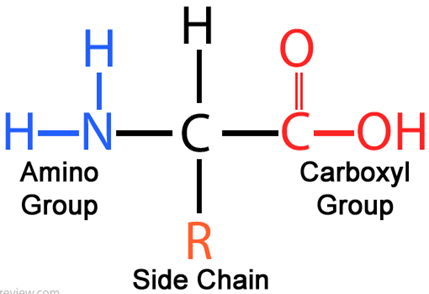 H
H
O
H
N
C
C
OH
Amino
Group
Carboxyl
Group
R
Side Chain
review.com